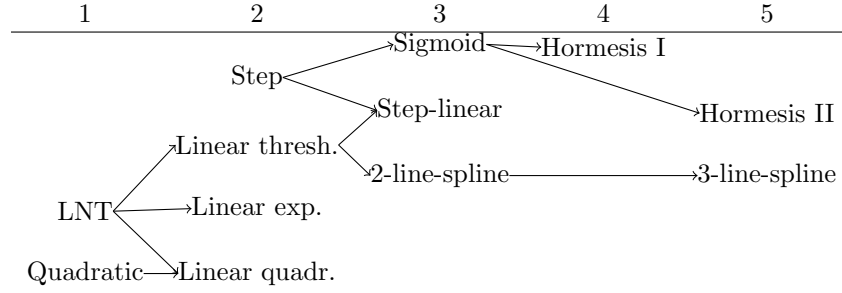 1 2 3 4 5
Sigmoid Hormesis I
Step
Step-linear Hormesis II
Linear thresh.
2-line-spline 3-line-spline
LNT Linear exp.
Quadratic Linear quadr.